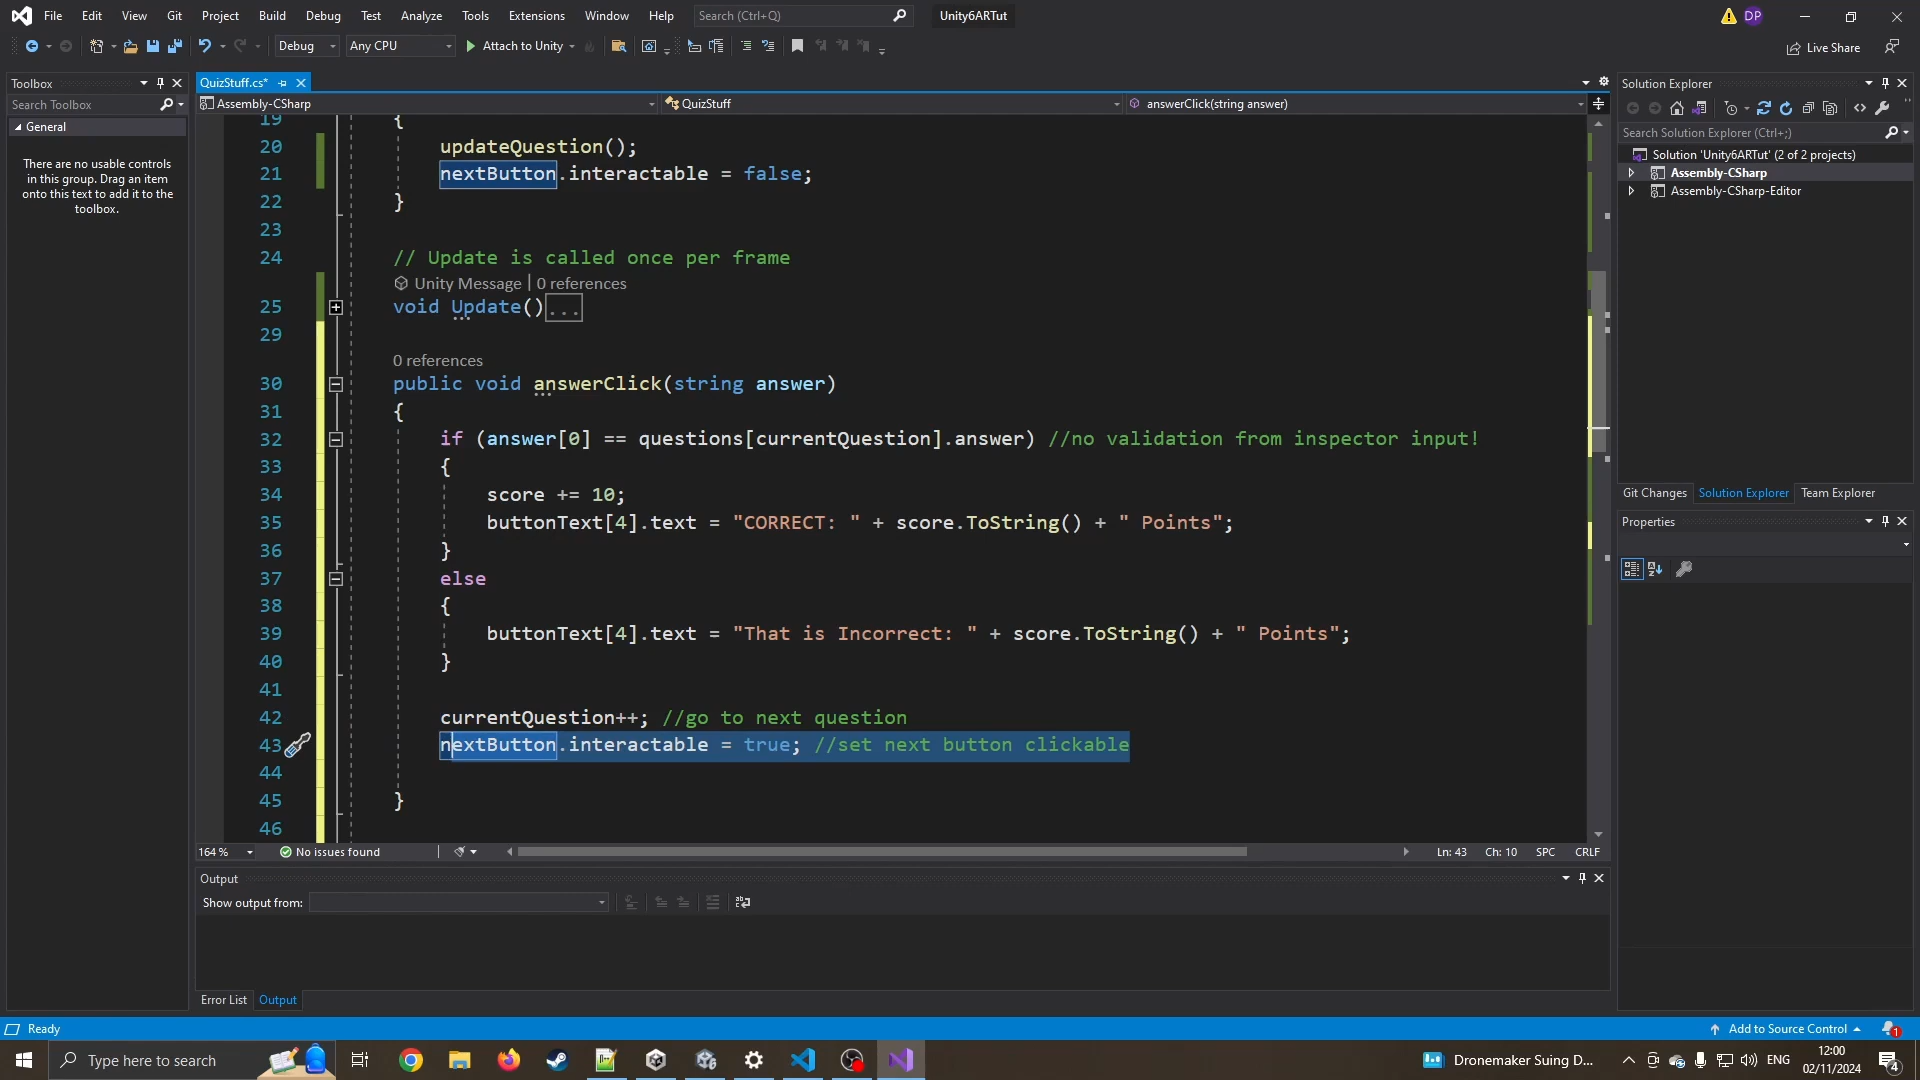 File Edit View Git Project Build Debug Test Analyze Tools Extensions Window Help Search (Ctrl+Q) Unity6ARTut DP
Debug Any CPU Attach to Unity Live Share
Toolbox
Search Toolbox
General
There are no usable controls
in this group. Drag an item
onto this text to add it to the
toolbox.
QuizStuff.cs*
Assembly-CSharp QuizStuff answerClick(string answer)
19 {
20 updateQuestion();
21 nextButton.interactable = false;
22 }
23
24 // Update is called once per frame
Unity Message | 0 references
25 void Update()...
29
0 references
30 public void answerClick(string answer)
31 {
32 if (answer[0] == questions[currentQuestion].answer) //no validation from inspector input!
33 {
34 score += 10;
35 buttonText[4].text = "CORRECT: " + score.ToString() + " Points";
36 }
37 else
38 {
39 buttonText[4].text = "That is Incorrect: " + score.ToString() + " Points";
40 }
41
42 currentQuestion++; //go to next question
43 nextButton.interactable = true; //set next button clickable
44
45 }
46
164 % No issues found Ln: 43 Ch: 10 SPC CRLF
Output
Show output from:
Error List Output
Solution Explorer
Search Solution Explorer (Ctrl+;)
Solution 'Unity6ARTut' (2 of 2 projects)
Assembly-CSharp
Assembly-CSharp-Editor
Git Changes Solution Explorer Team Explorer
Properties
Ready Add to Source Control 1
Type here to search Dronemaker Suing D... ENG 12:00
02/11/2024 4